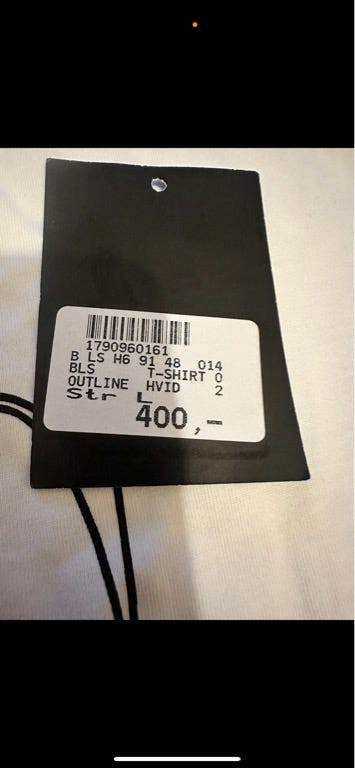 1790960161
B LS H6 91 48 014
BLS T-SHIRT 0
OUTLINE HVID 2
Str L
400,-